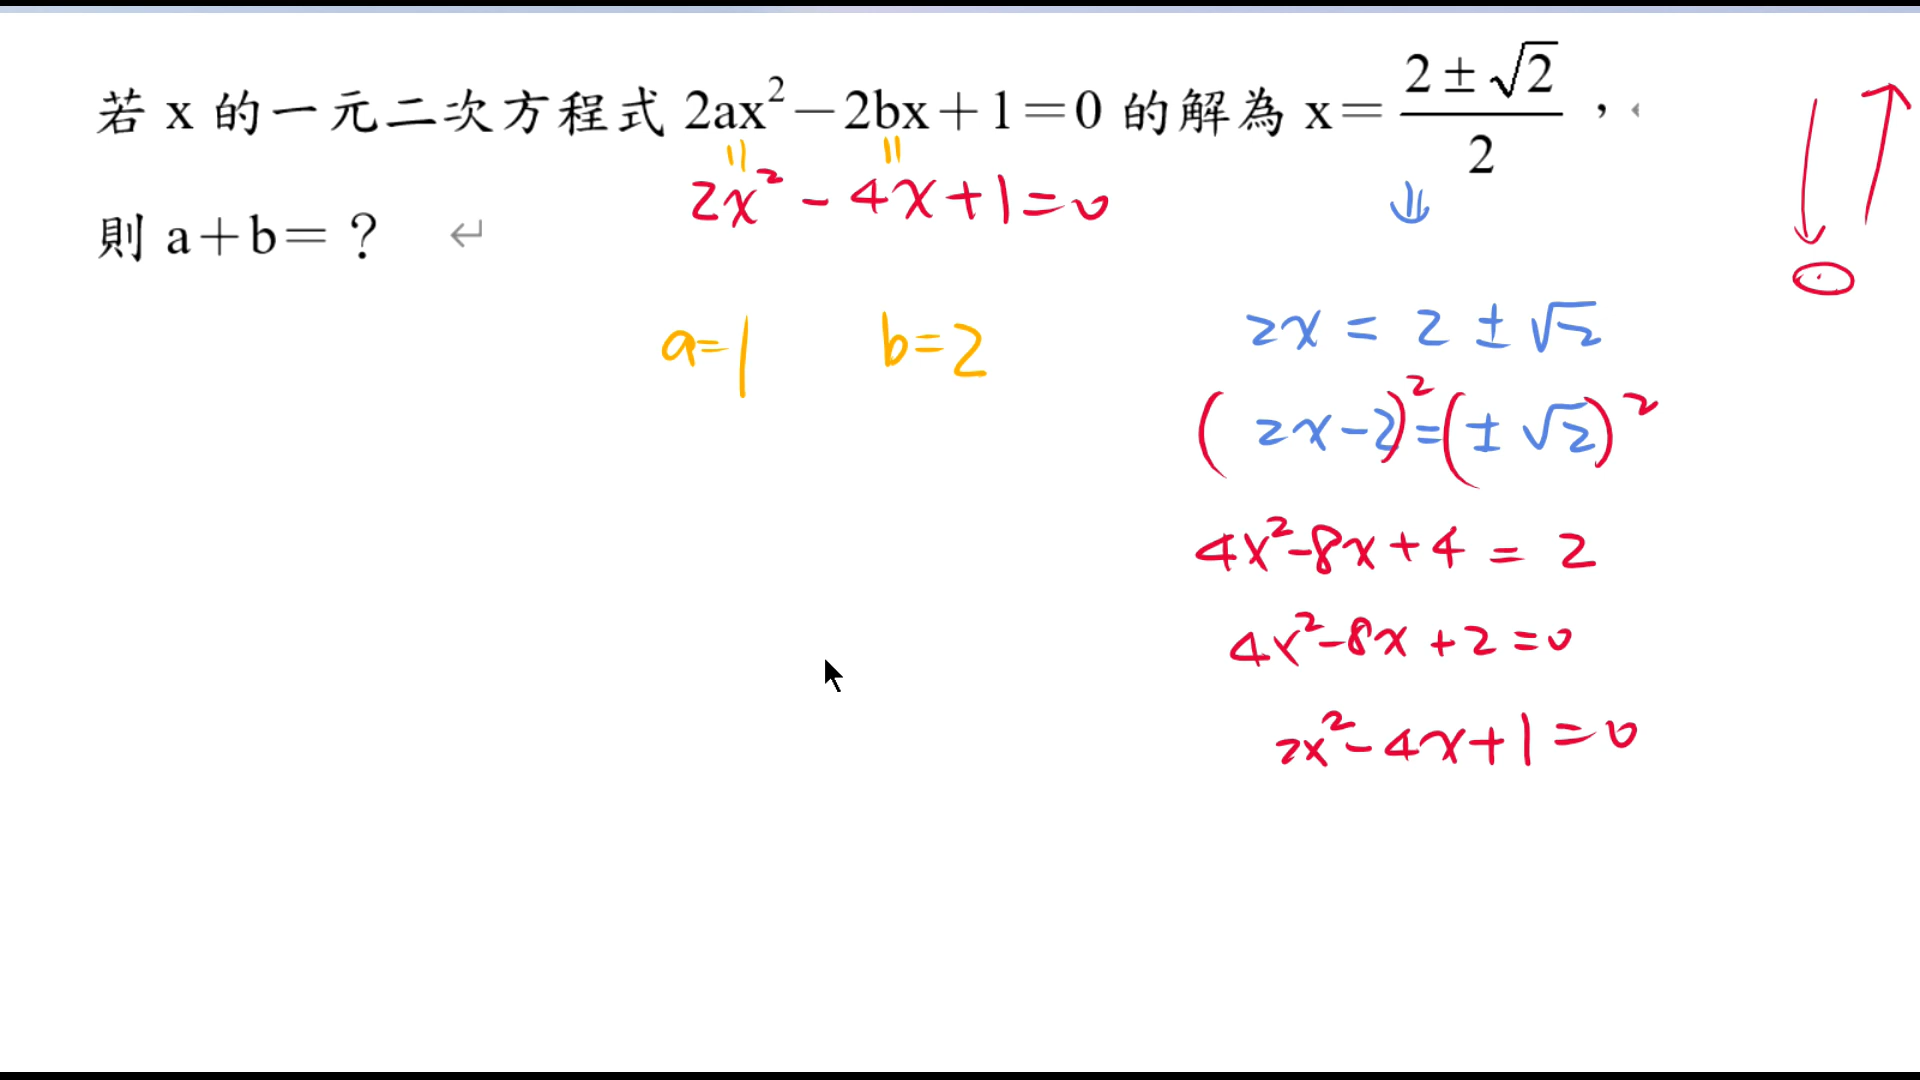 若 x 的一元二次方程式 2ax²－2bx＋1＝0 的解為 x＝(2±√2)/2，
2x²-4x+1=0
則 a＋b＝？
a=1 b=2
2x = 2 ± √2
(2x-2)²=(± √2)²
4x²-8x+4 = 2
4x²-8x+2=0
2x²-4x+1=0